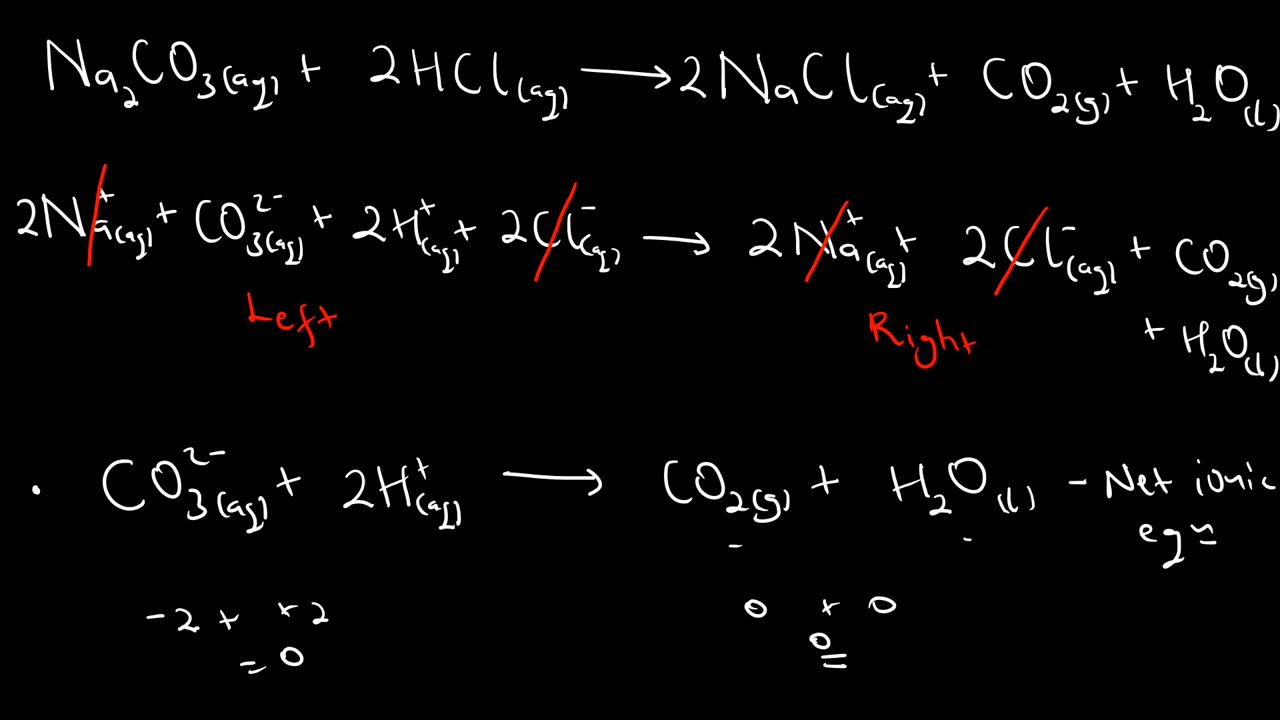 Na₂CO₃(aq) + 2HCl(aq) ⟶ 2NaCl(aq) + CO₂(g) + H₂O(l)
2Na⁺(aq) + CO₃²⁻(aq) + 2H⁺(aq) + 2Cl⁻(aq) ⟶ 2Na⁺(aq) + 2Cl⁻(aq) + CO₂(g)
+ H₂O(l)
Left Right
• CO₃²⁻(aq) + 2H⁺(aq) ⟶ CO₂(g) + H₂O(l) - Net ionic
eqn
-2 + +2 0 + 0
= 0 0